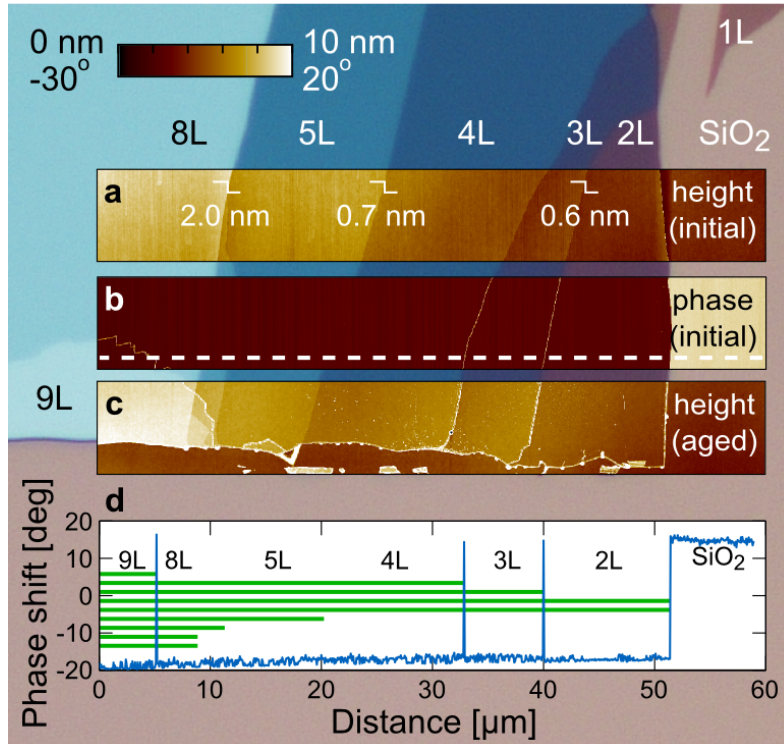 0 nm 10 nm
-30° 20°
1L
8L 5L 4L 3L 2L SiO₂
a
2.0 nm 0.7 nm 0.6 nm
height
(initial)
b
phase
(initial)
9L
c
height
(aged)
d
Phase shift [deg]
20
10
0
-10
-20
9L 8L 5L 4L 3L 2L SiO₂
0 10 20 30 40 50 60
Distance [µm]